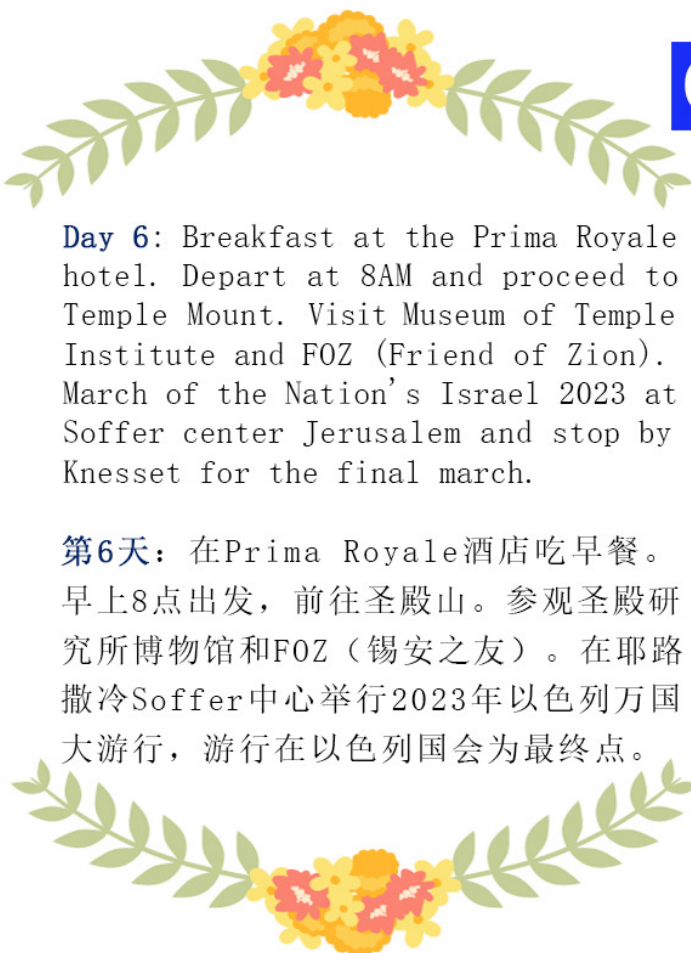 Day 6: Breakfast at the Prima Royale
hotel. Depart at 8AM and proceed to
Temple Mount. Visit Museum of Temple
Institute and FOZ (Friend of Zion).
March of the Nation's Israel 2023 at
Soffer center Jerusalem and stop by
Knesset for the final march.
第6天：在Prima Royale酒店吃早餐。
早上8点出发，前往圣殿山。参观圣殿研
究所博物馆和FOZ（锡安之友）。在耶路
撒冷Soffer中心举行2023年以色列万国
大游行，游行在以色列国会为最终点。